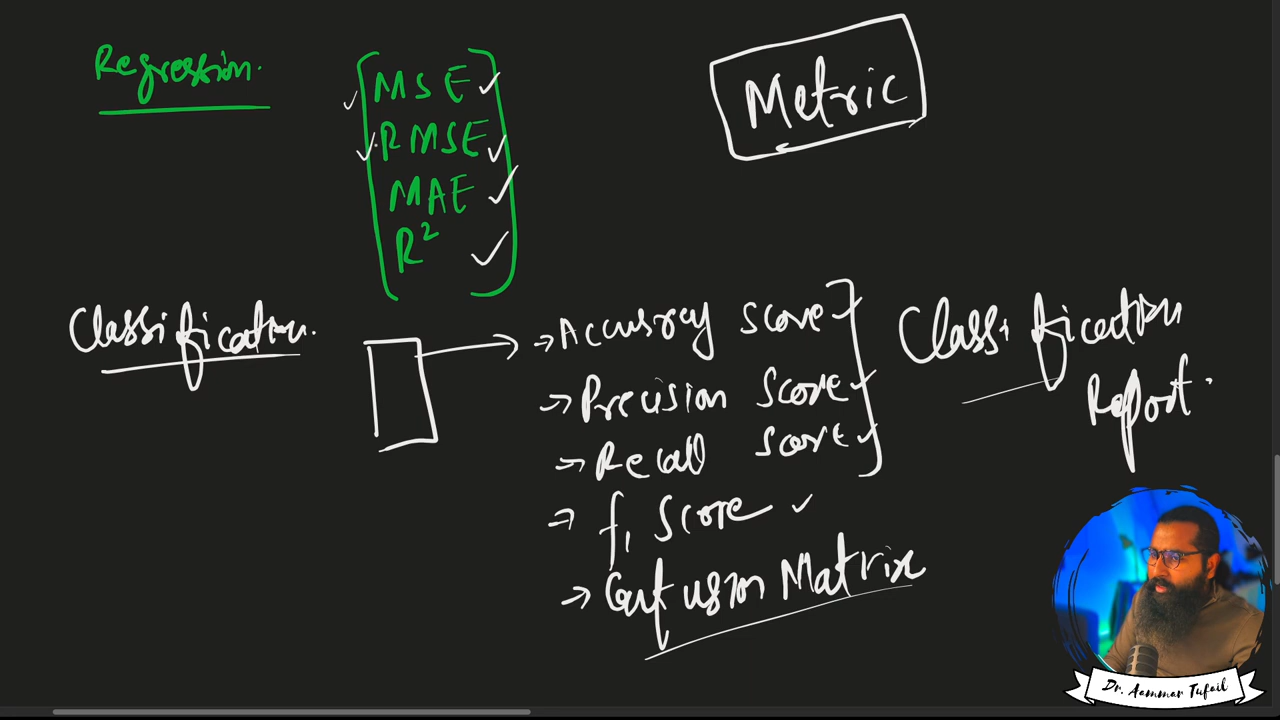 Regression.
MSE
RMSE
MAE
R²
Metric
Classification.
→ Accuracy Score
→ Precision Score
→ Recall Score
→ f₁ Score
→ Confusion Matrix
Classification
Report.
Dr. Aammar Tufail